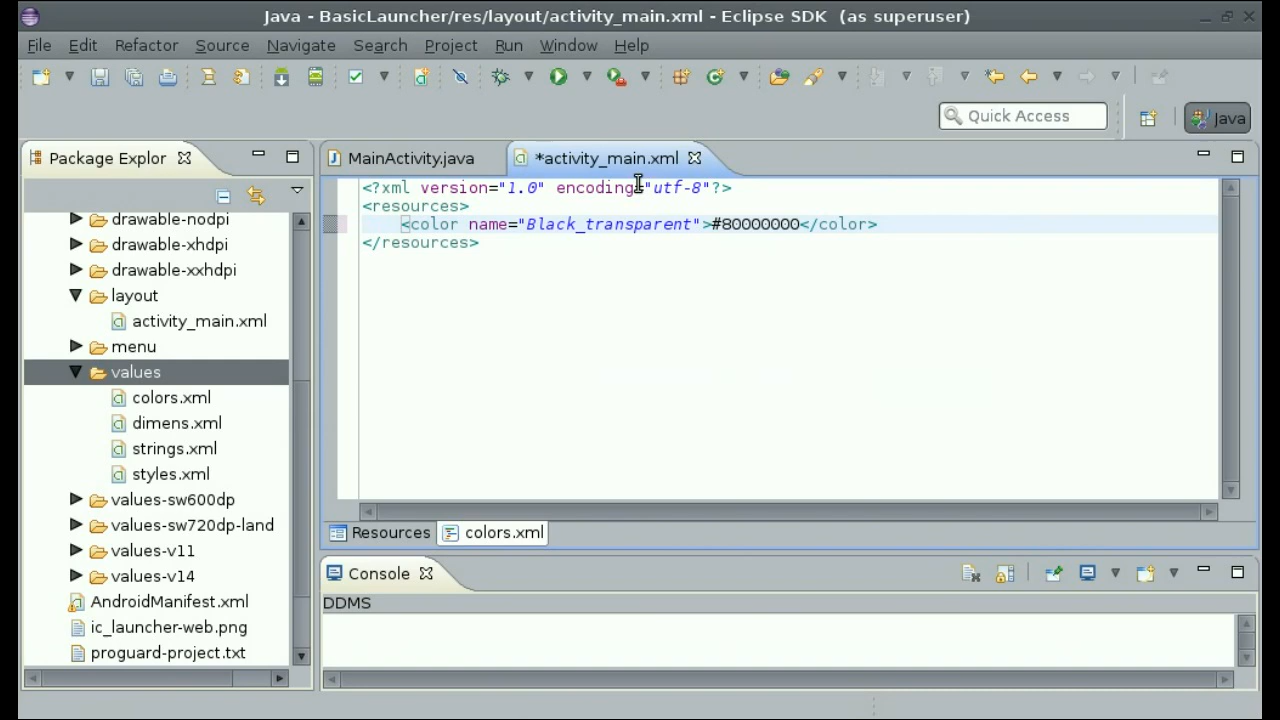 Java - BasicLauncher/res/layout/activity_main.xml - Eclipse SDK (as superuser)
File Edit Refactor Source Navigate Search Project Run Window Help
Quick Access
Java
Package Explor
drawable-nodpi
drawable-xhdpi
drawable-xxhdpi
layout
activity_main.xml
menu
values
colors.xml
dimens.xml
strings.xml
styles.xml
values-sw600dp
values-sw720dp-land
values-v11
values-v14
AndroidManifest.xml
ic_launcher-web.png
proguard-project.txt
MainActivity.java
*activity_main.xml
<?xml version="1.0" encoding="utf-8"?>
<resources>
<color name="Black_transparent">#80000000</color>
</resources>
Resources
colors.xml
Console
DDMS